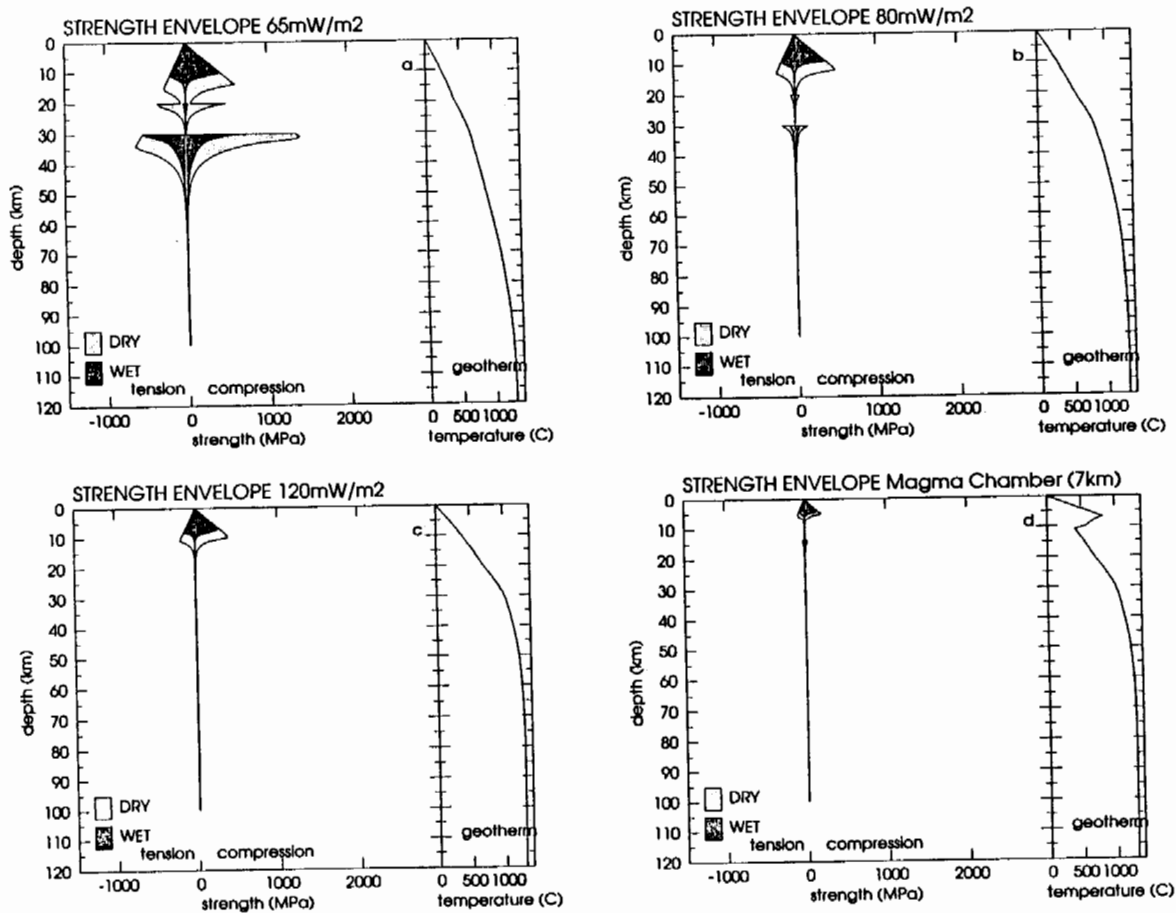 STRENGTH ENVELOPE 65mW/m2
a
0
10
20
30
40
50
60
70
80
90
100
110
120
depth (km)
DRY
WET
tension compression
geotherm
-1000 0 1000 2000
0 500 1000
strength (MPa)
temperature (C)
STRENGTH ENVELOPE 80mW/m2
b
0
10
20
30
40
50
60
70
80
90
100
110
120
depth (km)
DRY
WET
tension compression
geotherm
-1000 0 1000 2000
0 500 1000
strength (MPa)
temperature (C)
STRENGTH ENVELOPE 120mW/m2
c
0
10
20
30
40
50
60
70
80
90
100
110
120
depth (km)
DRY
WET
tension compression
geotherm
-1000 0 1000 2000
0 500 1000
strength (MPa)
temperature (C)
STRENGTH ENVELOPE Magma Chamber (7km)
d
0
10
20
30
40
50
60
70
80
90
100
110
120
depth (km)
DRY
WET
tension compression
geotherm
-1000 0 1000 2000
0 500 1000
strength (MPa)
temperature (C)